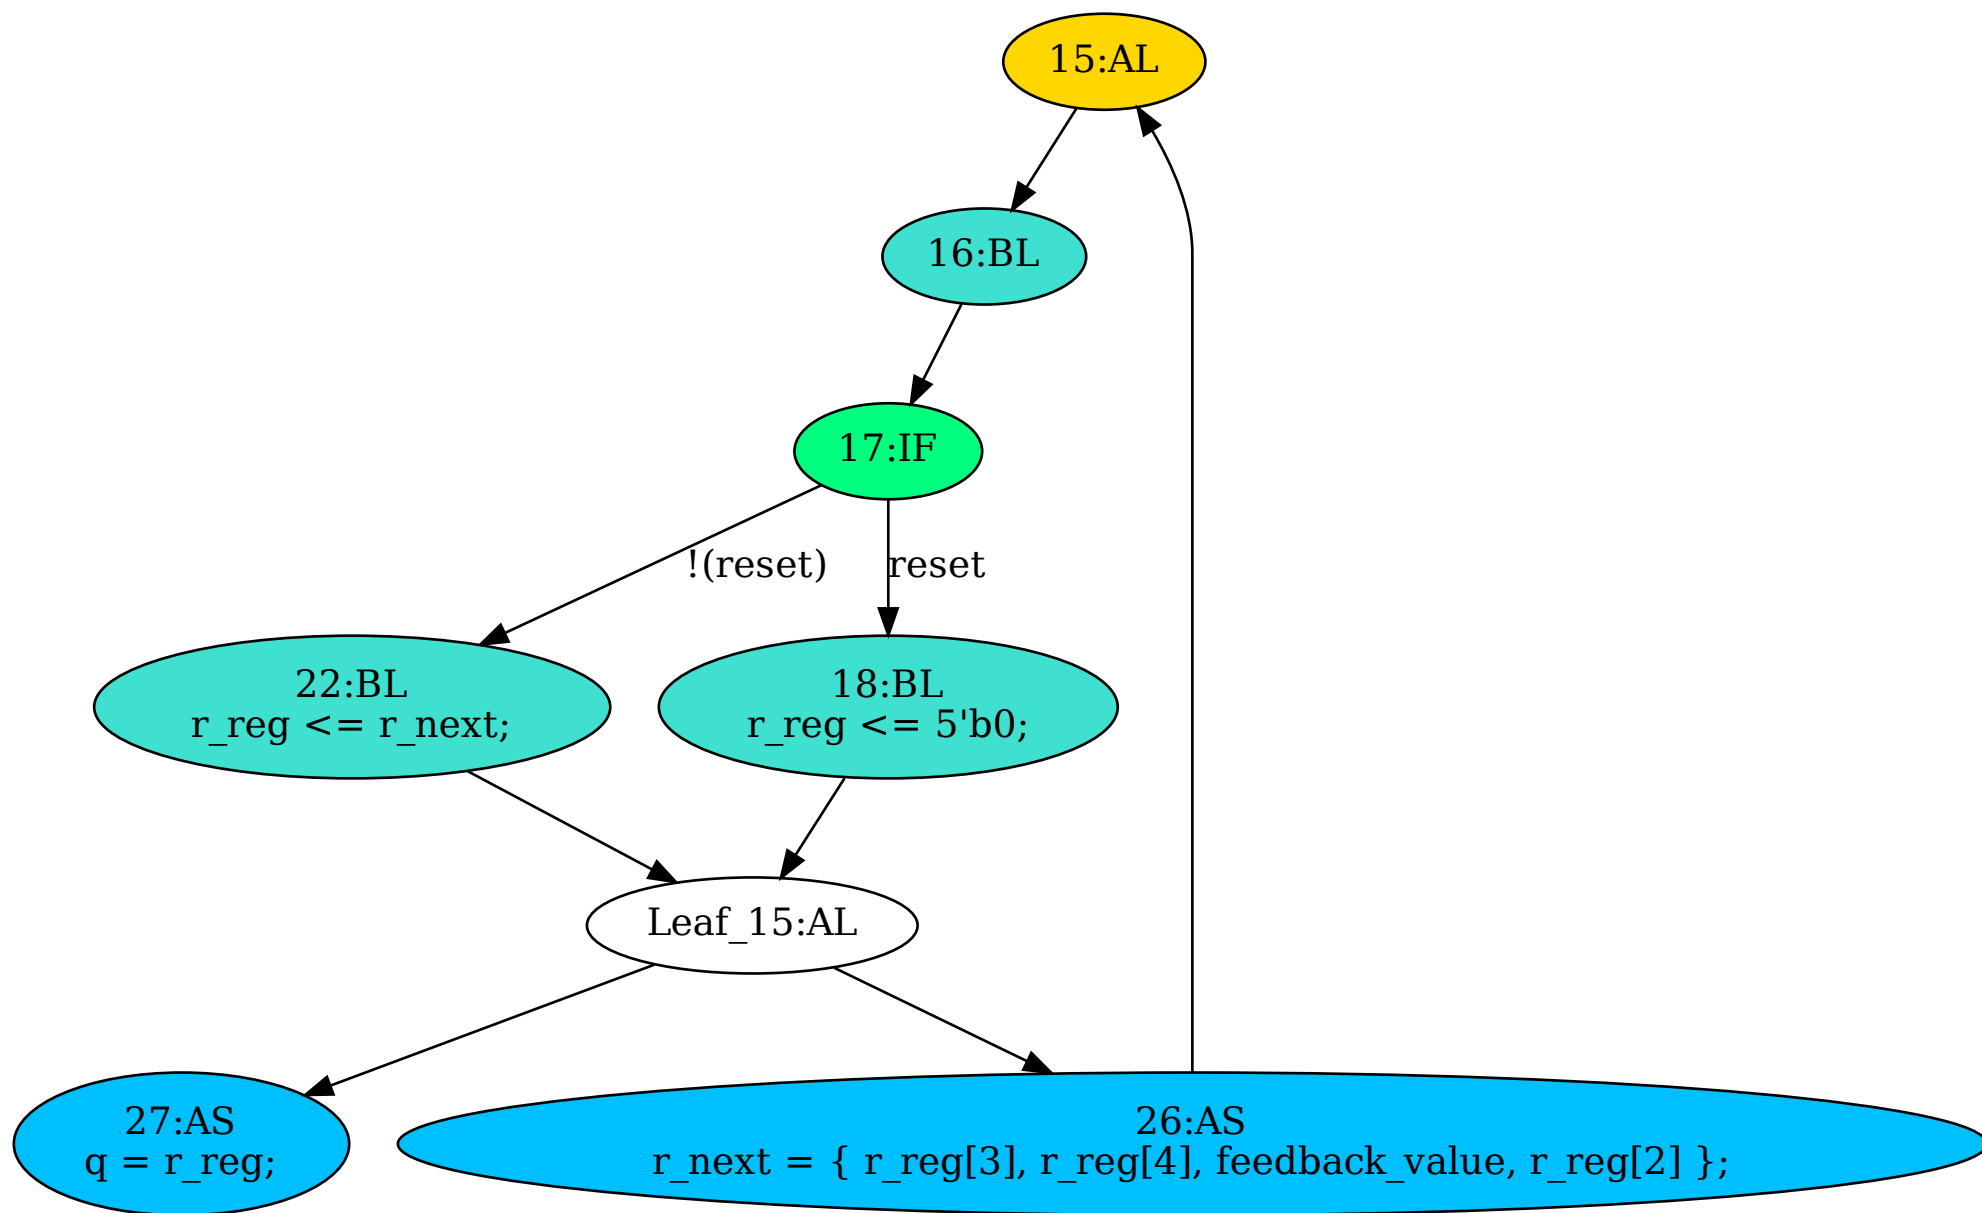 15:AL
16:BL
17:IF
!(reset)
reset
22:BL
r_reg <= r_next;
18:BL
r_reg <= 5'b0;
Leaf_15:AL
27:AS
q = r_reg;
26:AS
r_next = { r_reg[3], r_reg[4], feedback_value, r_reg[2] };